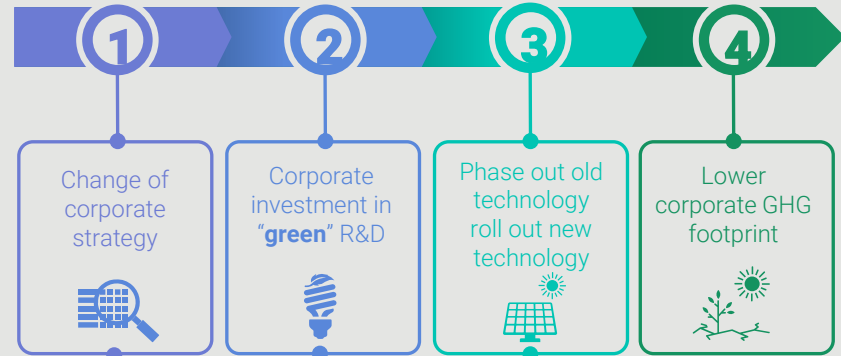 1
2
3
4
Change of
corporate
strategy
Corporate
investment in
"green" R&D
Phase out old
technology
roll out new
technology
Lower
corporate GHG
footprint